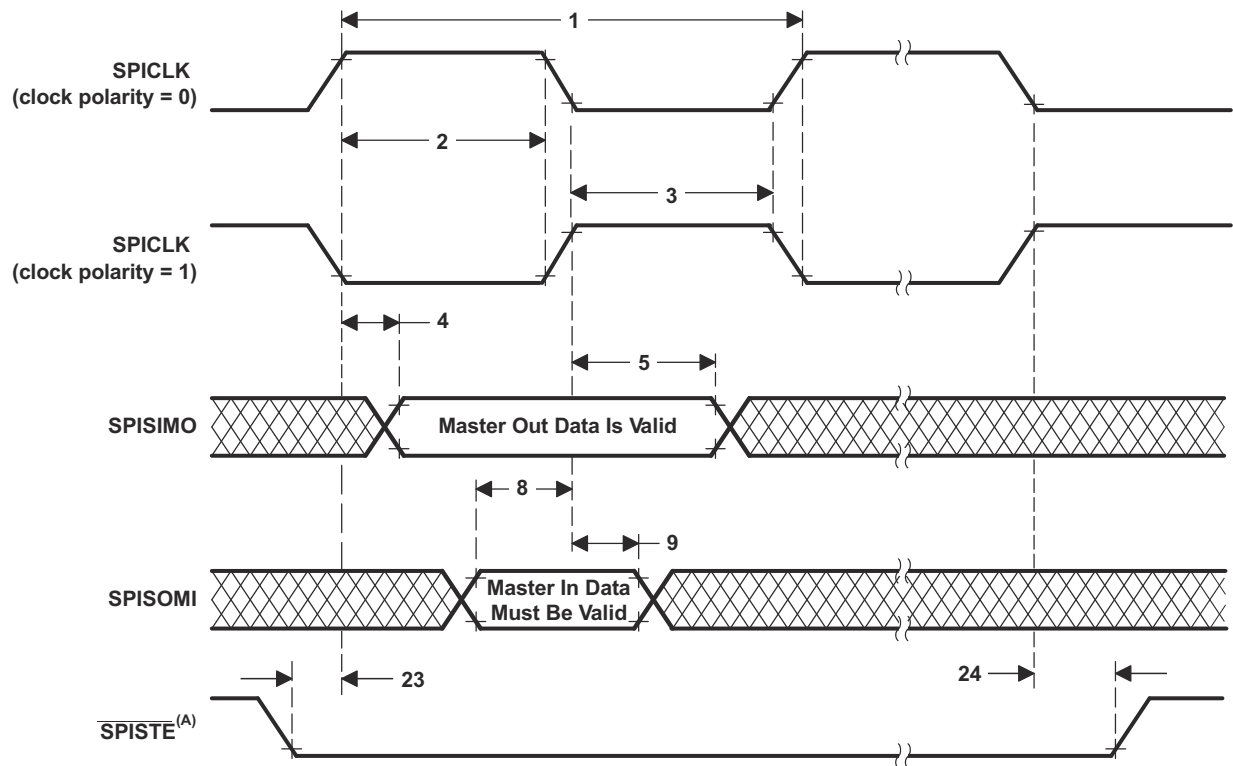 1
SPICLK
(clock polarity = 0)
2
3
SPICLK
(clock polarity = 1)
4
5
SPISIMO
Master Out Data Is Valid
8
9
SPISOMI
Master In Data
Must Be Valid
23
24
SPISTE(A)